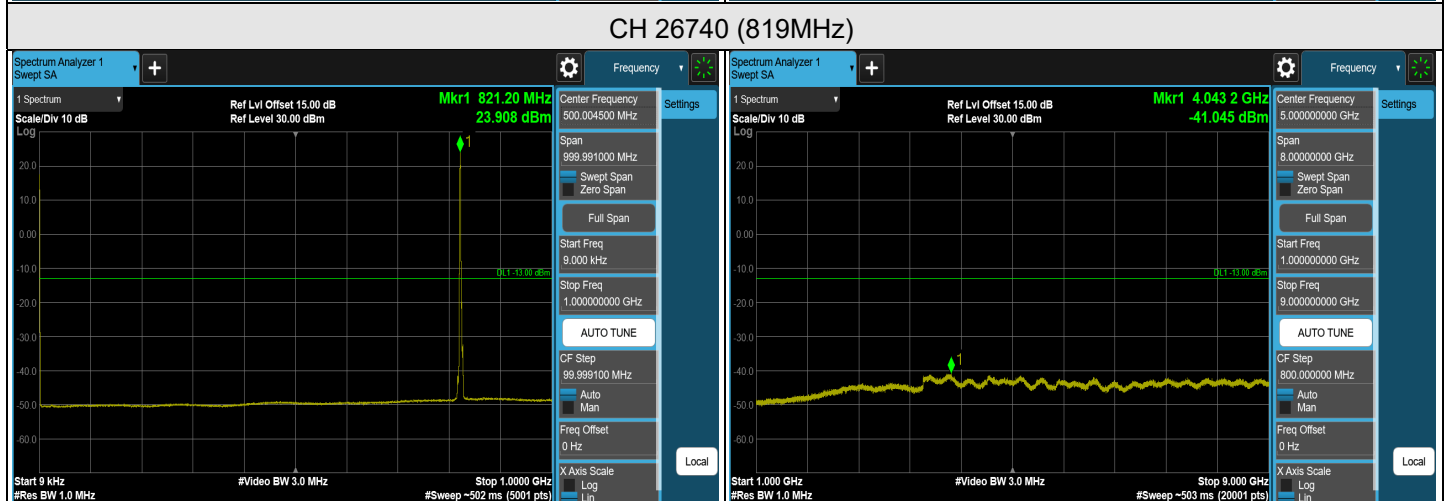 CH 26740 (819MHz)
Spectrum Analyzer 1
Swept SA
+
Frequency
1 Spectrum
Scale/Div 10 dB
Log
Ref Lvl Offset 15.00 dB
Ref Level 30.00 dBm
Mkr1 821.20 MHz
23.908 dBm
1
20.0
10.0
0.00
-10.0
-20.0
-30.0
-40.0
-50.0
-60.0
DL1 -13.00 dBm
Start 9 kHz
#Res BW 1.0 MHz
#Video BW 3.0 MHz
Stop 1.0000 GHz
#Sweep ~502 ms (5001 pts)
Center Frequency
500.004500 MHz
Span
999.991000 MHz
Swept Span
Zero Span
Full Span
Start Freq
9.000 kHz
Stop Freq
1.000000000 GHz
AUTO TUNE
CF Step
99.999100 MHz
Auto
Man
Freq Offset
0 Hz
X Axis Scale
Log
Lin
Settings
Local
Spectrum Analyzer 1
Swept SA
+
Frequency
1 Spectrum
Scale/Div 10 dB
Log
Ref Lvl Offset 15.00 dB
Ref Level 30.00 dBm
Mkr1 4.043 2 GHz
-41.045 dBm
1
20.0
10.0
0.00
-10.0
-20.0
-30.0
-40.0
-50.0
-60.0
DL1 -13.00 dBm
Start 1.000 GHz
#Res BW 1.0 MHz
#Video BW 3.0 MHz
Stop 9.000 GHz
#Sweep ~503 ms (20001 pts)
Center Frequency
5.00000000 GHz
Span
8.00000000 GHz
Swept Span
Zero Span
Full Span
Start Freq
1.000000000 GHz
Stop Freq
9.000000000 GHz
AUTO TUNE
CF Step
800.000000 MHz
Auto
Man
Freq Offset
0 Hz
X Axis Scale
Log
Lin
Settings
Local